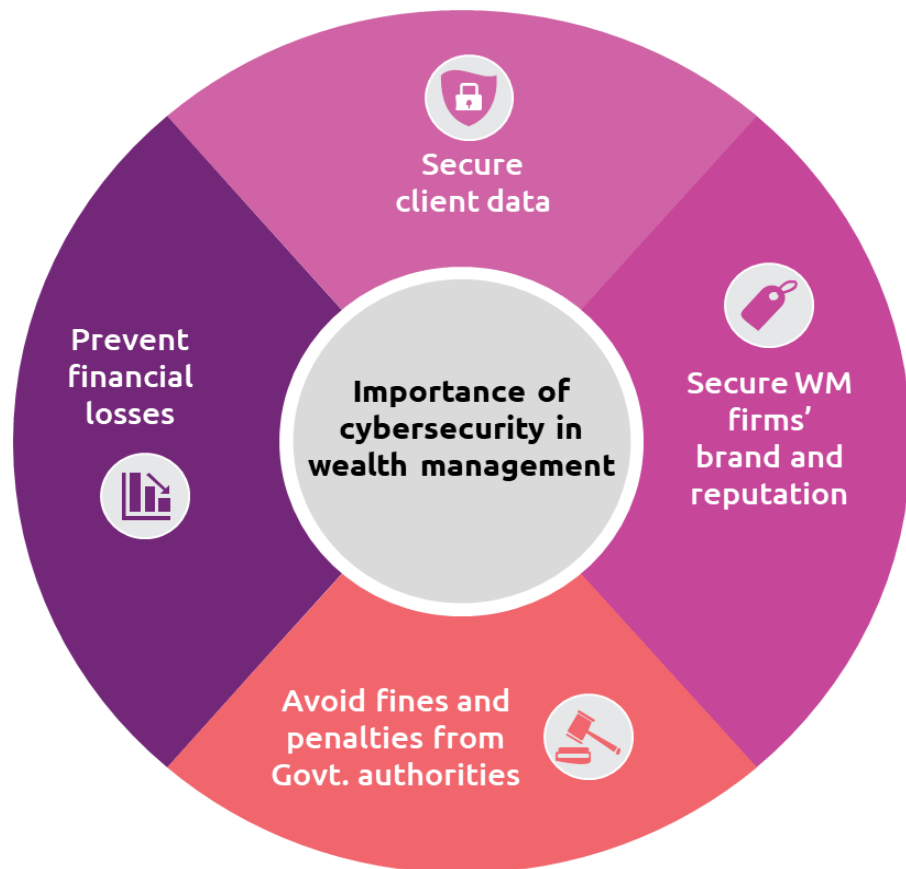 Secure
client data
Secure WM
firms’
brand and
reputation
Avoid fines and
penalties from
Govt. authorities
Prevent
financial
losses
Importance of
cybersecurity in
wealth management